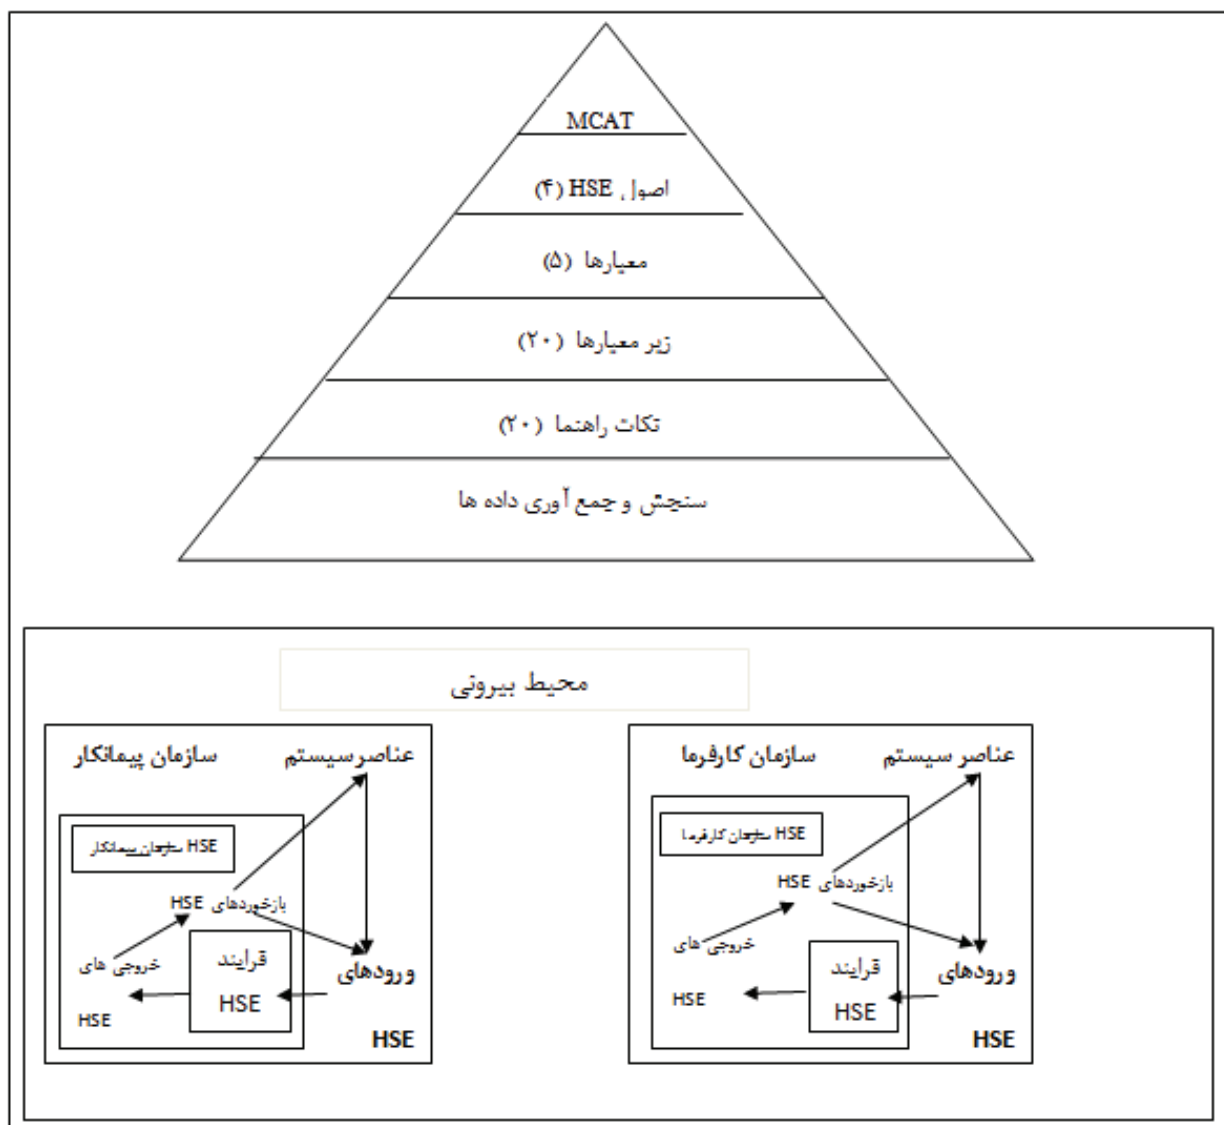 MCAT
اصول HSE (۴)
معیارها (۵)
زیر معیارها (۲۰)
نکات راهنما (۲۰)
سنجش و جمع آوری داده ها
محیط بیرونی
عناصر سیستم
سازمان کارفرما
HSE سازمان کارفرما
بازخوردهای HSE
خروجی های
HSE
فرایند
HSE
ورودهای
HSE
عناصر سیستم
سازمان پیمانکار
HSE سازمان پیمانکار
بازخوردهای HSE
خروجی های
HSE
فرایند
HSE
ورودهای
HSE